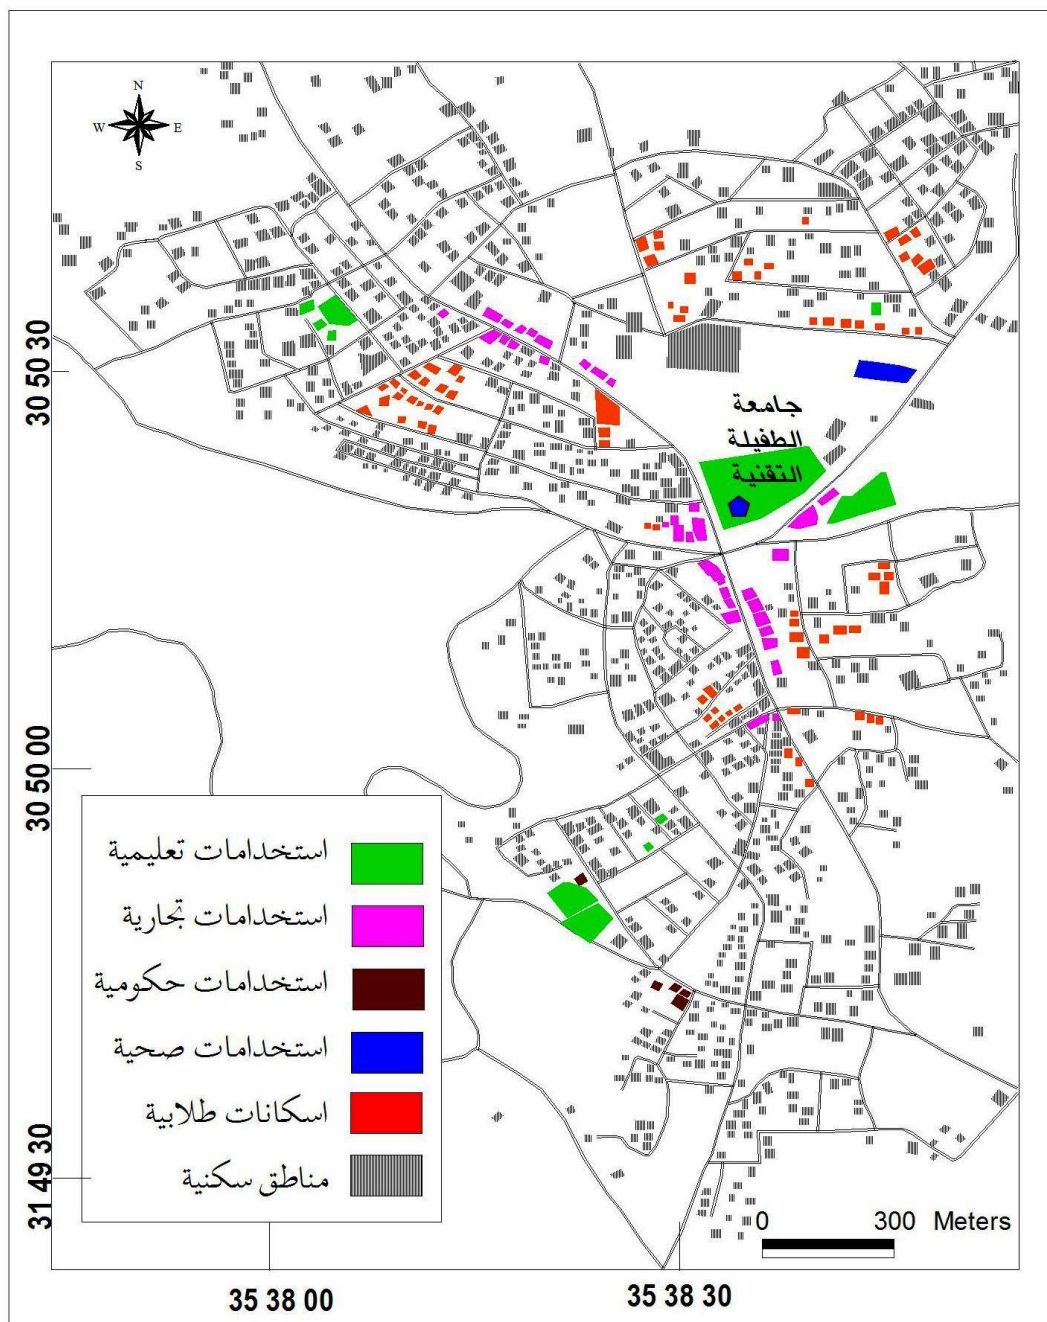 N
W E
S
30 50 30
جامعة
الطفيلة
التقنية
30 50 00
استخدامات تعليمية
استخدامات تجارية
استخدامات حكومية
استخدامات صحية
اسكانات طلابية
مناطق سكنية
31 49 30
0 300 Meters
35 38 00
35 38 30